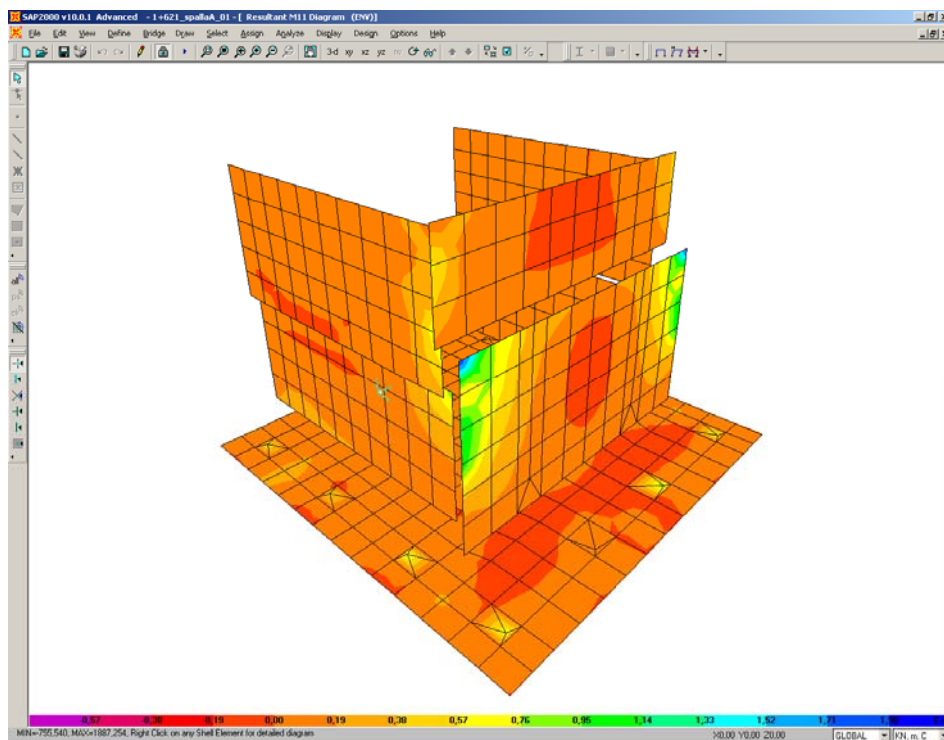 SAP2000 v10.0.1 Advanced - 1+621_spallaA_01 - [ Resultant M11 Diagram (ENV) ]
File Edit View Define Bridge Draw Select Assign Analyze Display Design Options Help
3-d xy xz yz nv
-0,57 -0,38 -0,19 0,00 0,19 0,38 0,57 0,76 0,95 1,14 1,33 1,52 1,71
MIN=-755,540, MAX=1887,254, Right Click on any Shell Element for detailed diagram
X0,00 Y0,00 Z0,00
GLOBAL
KN, m, C